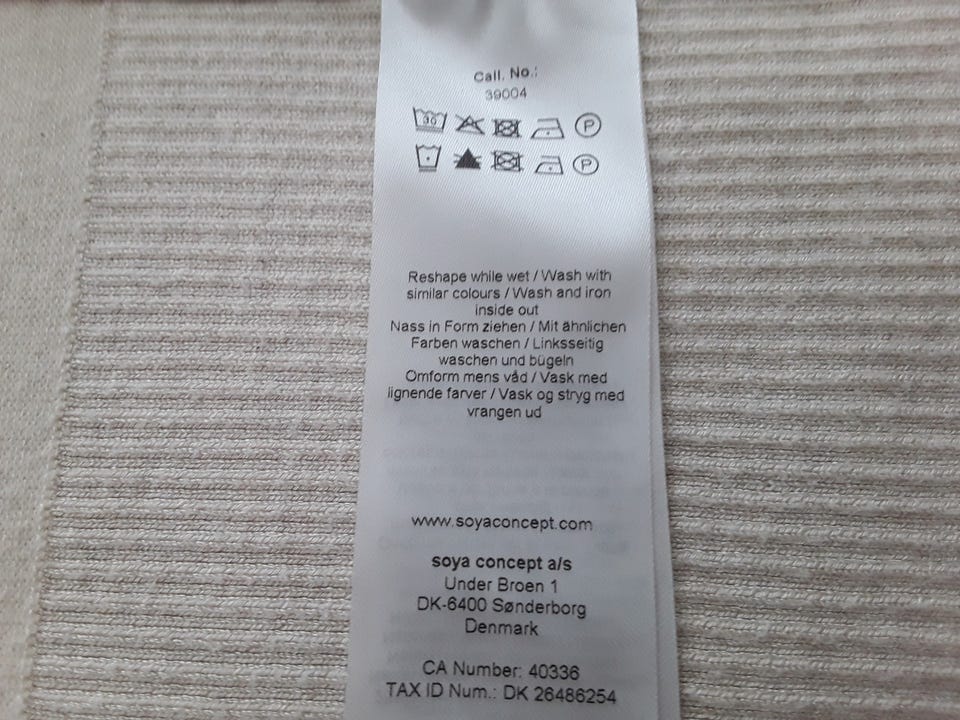 Call. No.:
39004
30
P
P
Reshape while wet / Wash with
similar colours / Wash and iron
inside out
Nass in Form ziehen / Mit ähnlichen
Farben waschen / Linksseitig
waschen und bügeln
Omform mens våd / Vask med
lignende farver / Vask og stryg med
vrangen ud
www.soyaconcept.com
soya concept a/s
Under Broen 1
DK-6400 Sønderborg
Denmark
CA Number: 40336
TAX ID Num.: DK 26486254